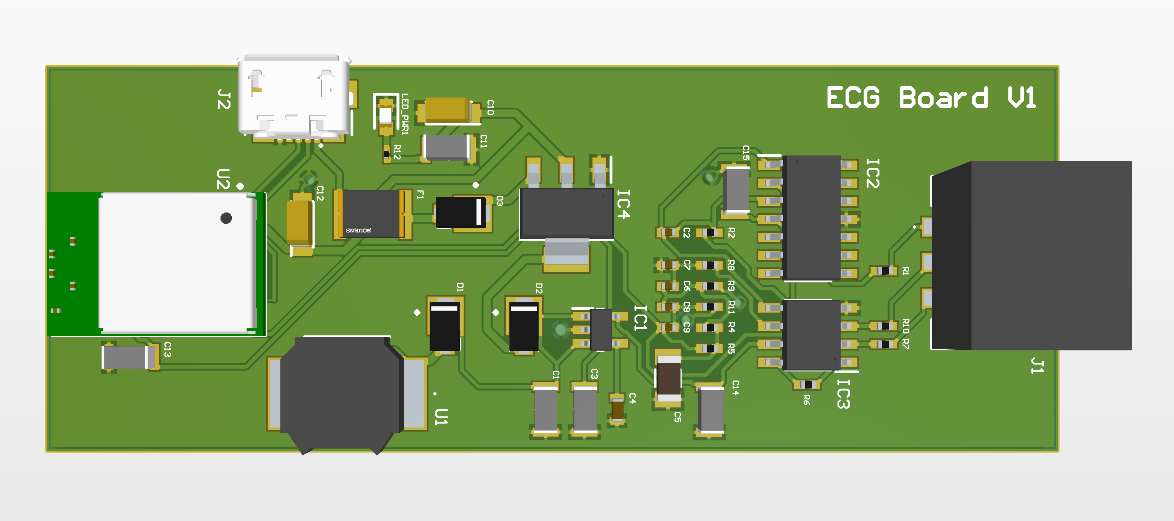 ECG Board V1
J2
LED_PWR1
C10
R12
C11
C15
IC2
U2
C12
F1
D3
IC4
C2
R2
C7
R8
R1
C6
R9
D1
D2
IC1
C8
R11
C9
R4
R10
R5
R7
C13
J1
C1
C3
C4
C5
C14
R6
IC3
U1